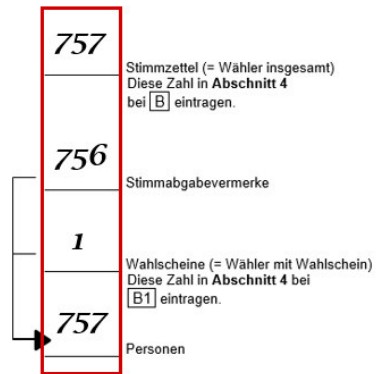 757
Stimmzettel (= Wähler insgesamt)
Diese Zahl in Abschnitt 4
bei B eintragen.
756
Stimmabgabevermerke
1
Wahlscheine (= Wähler mit Wahlschein)
Diese Zahl in Abschnitt 4 bei
B1 eintragen.
757
Personen